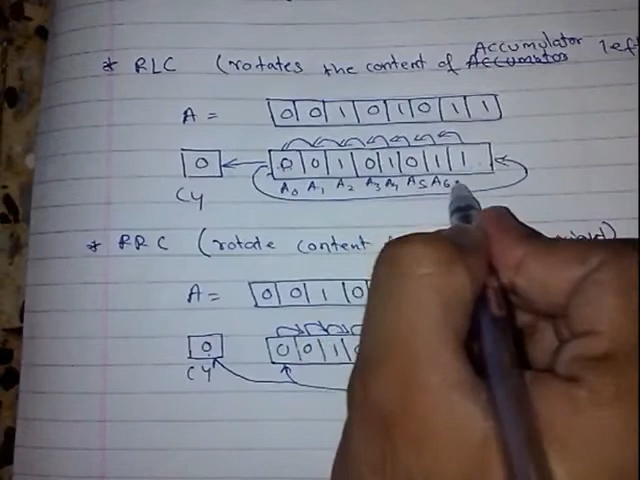 * RLC (rotates the content of Accumulator left
A = 0 0 1 0 1 0 1 1
0 0 0 1 0 1 0 1 1
CY A0 A1 A2 A3 A4 A5 A6
* RRC (rotate content
A = 0 0 1 0
0 0 0 1
CY